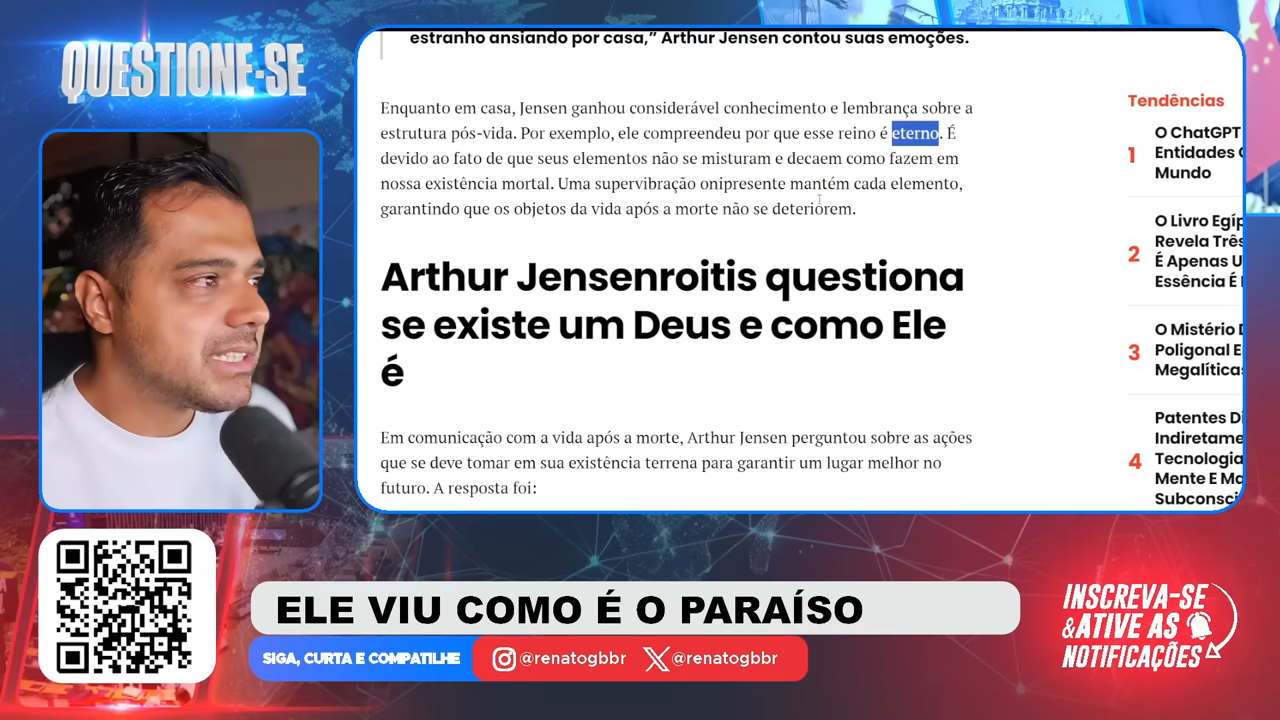 QUESTIONE-SE
estranho ansiando por casa,” Arthur Jensen contou suas emoções.
Enquanto em casa, Jensen ganhou considerável conhecimento e lembrança sobre a
estrutura pós-vida. Por exemplo, ele compreendeu por que esse reino é eterno. É
devido ao fato de que seus elementos não se misturam e decaem como fazem em
nossa existência mortal. Uma supervibração onipresente mantém cada elemento,
garantindo que os objetos da vida após a morte não se deteriorem.
Arthur Jensenroitis questiona
se existe um Deus e como Ele
é
Em comunicação com a vida após a morte, Arthur Jensen perguntou sobre as ações
que se deve tomar em sua existência terrena para garantir um lugar melhor no
futuro. A resposta foi:
Tendências
1
O ChatGPT
Entidades
Mundo
2
O Livro
Revela Três
É Apenas
Essência É
3
O Mistério
Poligonal E
Megalíticas
4
Patentes
Indiretame
Tecnologia
Mente E
Subconsci
ELE VIU COMO É O PARAÍSO
SIGA, CURTA E COMPATILHE
@renatogbbr
@renatogbbr
INSCREVA-SE
&ATIVE AS
NOTIFICAÇÕES